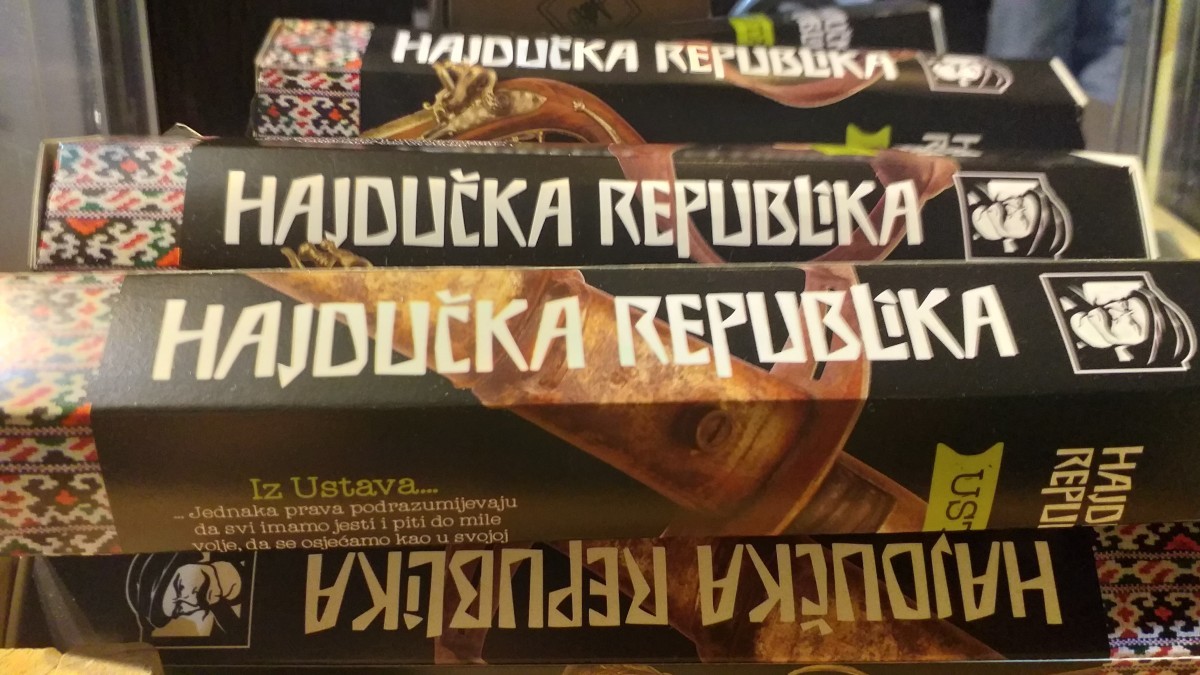 HAJDUČKA REPUBLIKA
HAJDUČKA REPUBLIKA
HAJDUČKA REPUBLIKA
Iz Ustava...
... Jednaka prava podrazumijevaju
da svi imamo jesti i piti do mile
volje, da se osjećamo kao u svojoj
HAJDUČKA REPUBLIKA